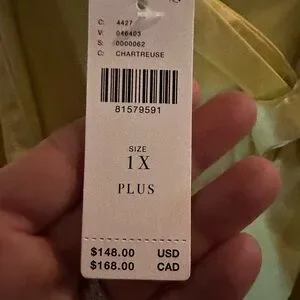 C: 4427
V: 046403
S: 0000062
C: CHARTREUSE
81579591
SIZE
1X
PLUS
$148.00 USD
$168.00 CAD